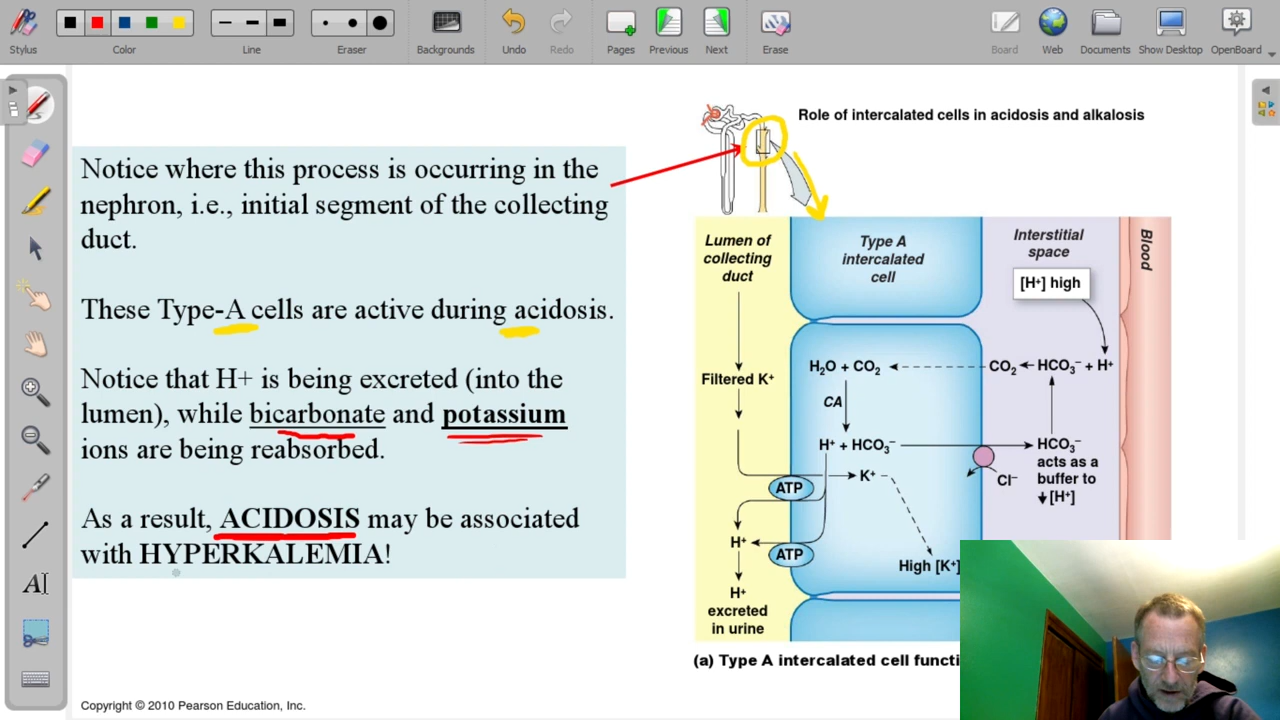 Stylus
Color
Line
Eraser
Backgrounds
Undo
Redo
Pages
Previous
Next
Erase
Board
Web
Documents
Show Desktop
OpenBoard
Notice where this process is occurring in the
nephron, i.e., initial segment of the collecting
duct.
These Type-A cells are active during acidosis.
Notice that H+ is being excreted (into the
lumen), while bicarbonate and potassium
ions are being reabsorbed.
As a result, ACIDOSIS may be associated
with HYPERKALEMIA!
Copyright © 2010 Pearson Education, Inc.
Role of intercalated cells in acidosis and alkalosis
Lumen of
collecting
duct
Type A
intercalated
cell
Interstitial
space
Blood
[H⁺] high
Filtered K⁺
H₂O + CO₂
CO₂
HCO₃⁻ + H⁺
CA
H⁺ + HCO₃⁻
HCO₃⁻
acts as a
buffer to
↓[H⁺]
Cl⁻
K⁺
ATP
H⁺
ATP
High [K⁺]
H⁺
excreted
in urine
(a) Type A intercalated cell